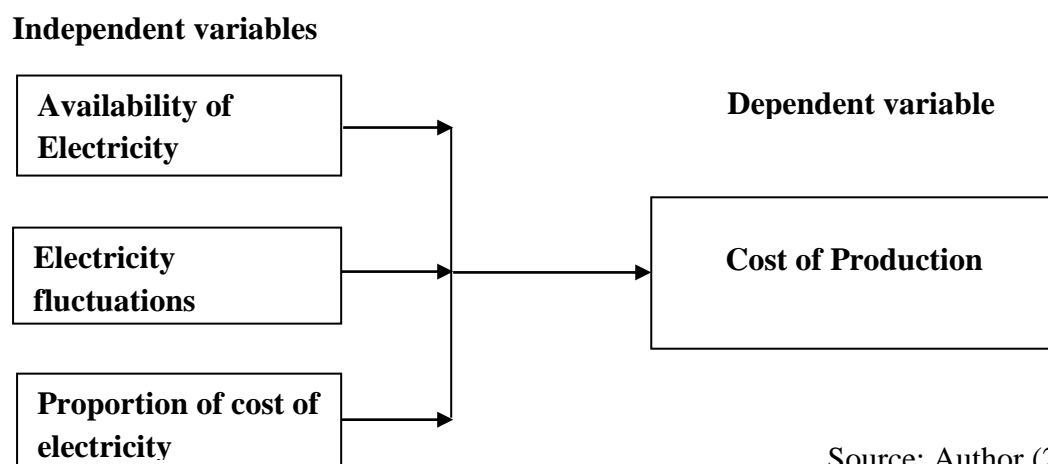 Independent variables
Availability of
Electricity
Dependent variable
Electricity
fluctuations
Cost of Production
Proportion of cost of
electricity
Source: Author